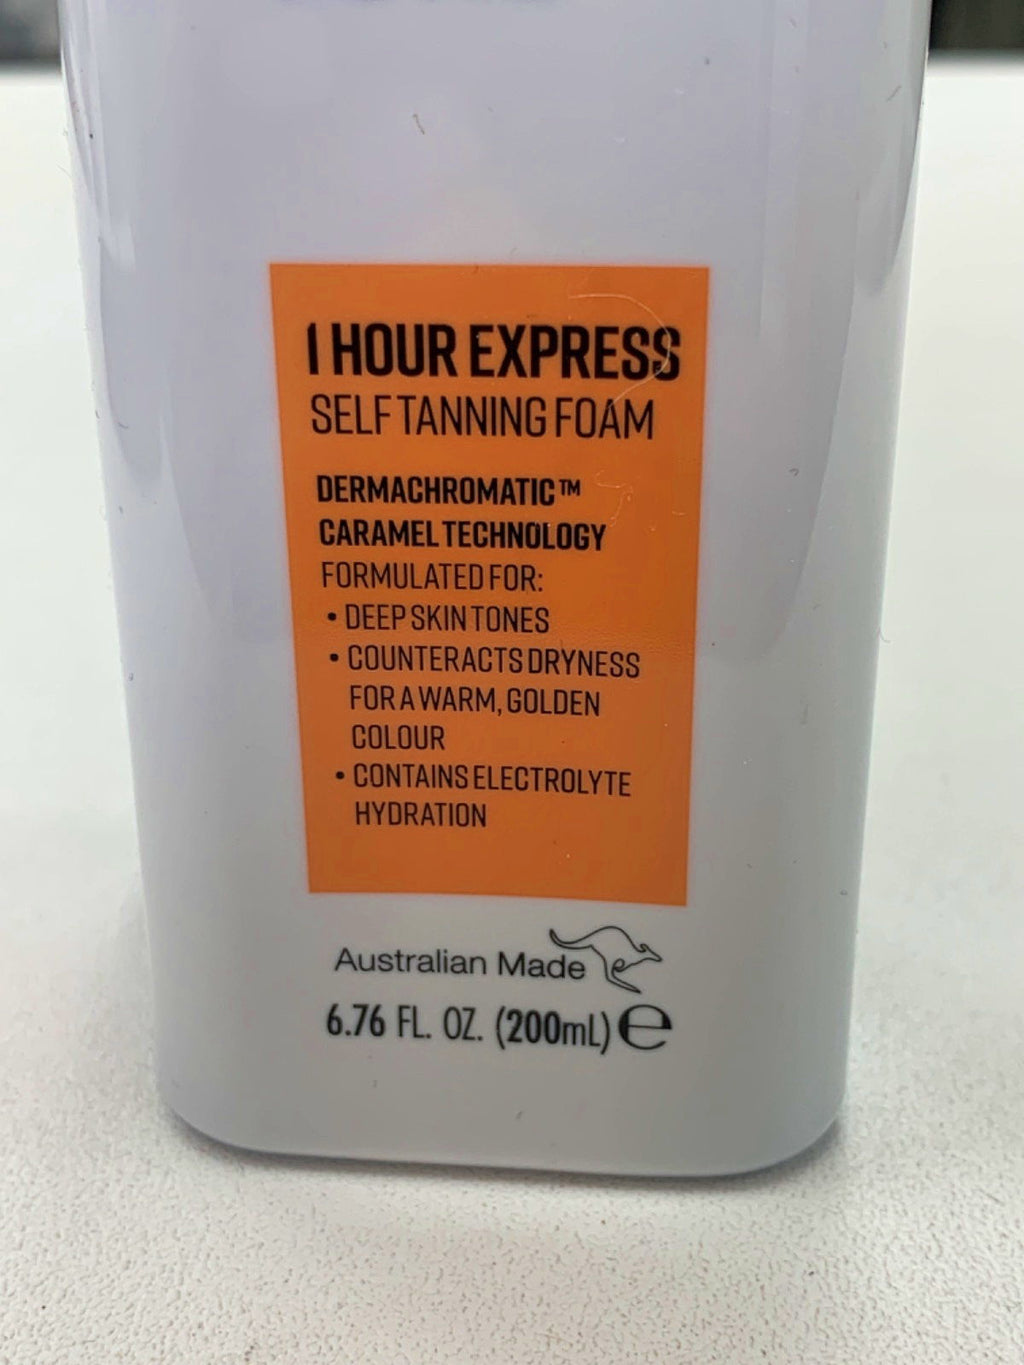 1 HOUR EXPRESS
SELF TANNING FOAM
DERMACHROMATIC™
CARAMEL TECHNOLOGY
FORMULATED FOR:
• DEEP SKIN TONES
• COUNTERACTS DRYNESS
FOR A WARM, GOLDEN
COLOUR
• CONTAINS ELECTROLYTE
HYDRATION
Australian Made
6.76 FL. OZ. (200mL) ℮